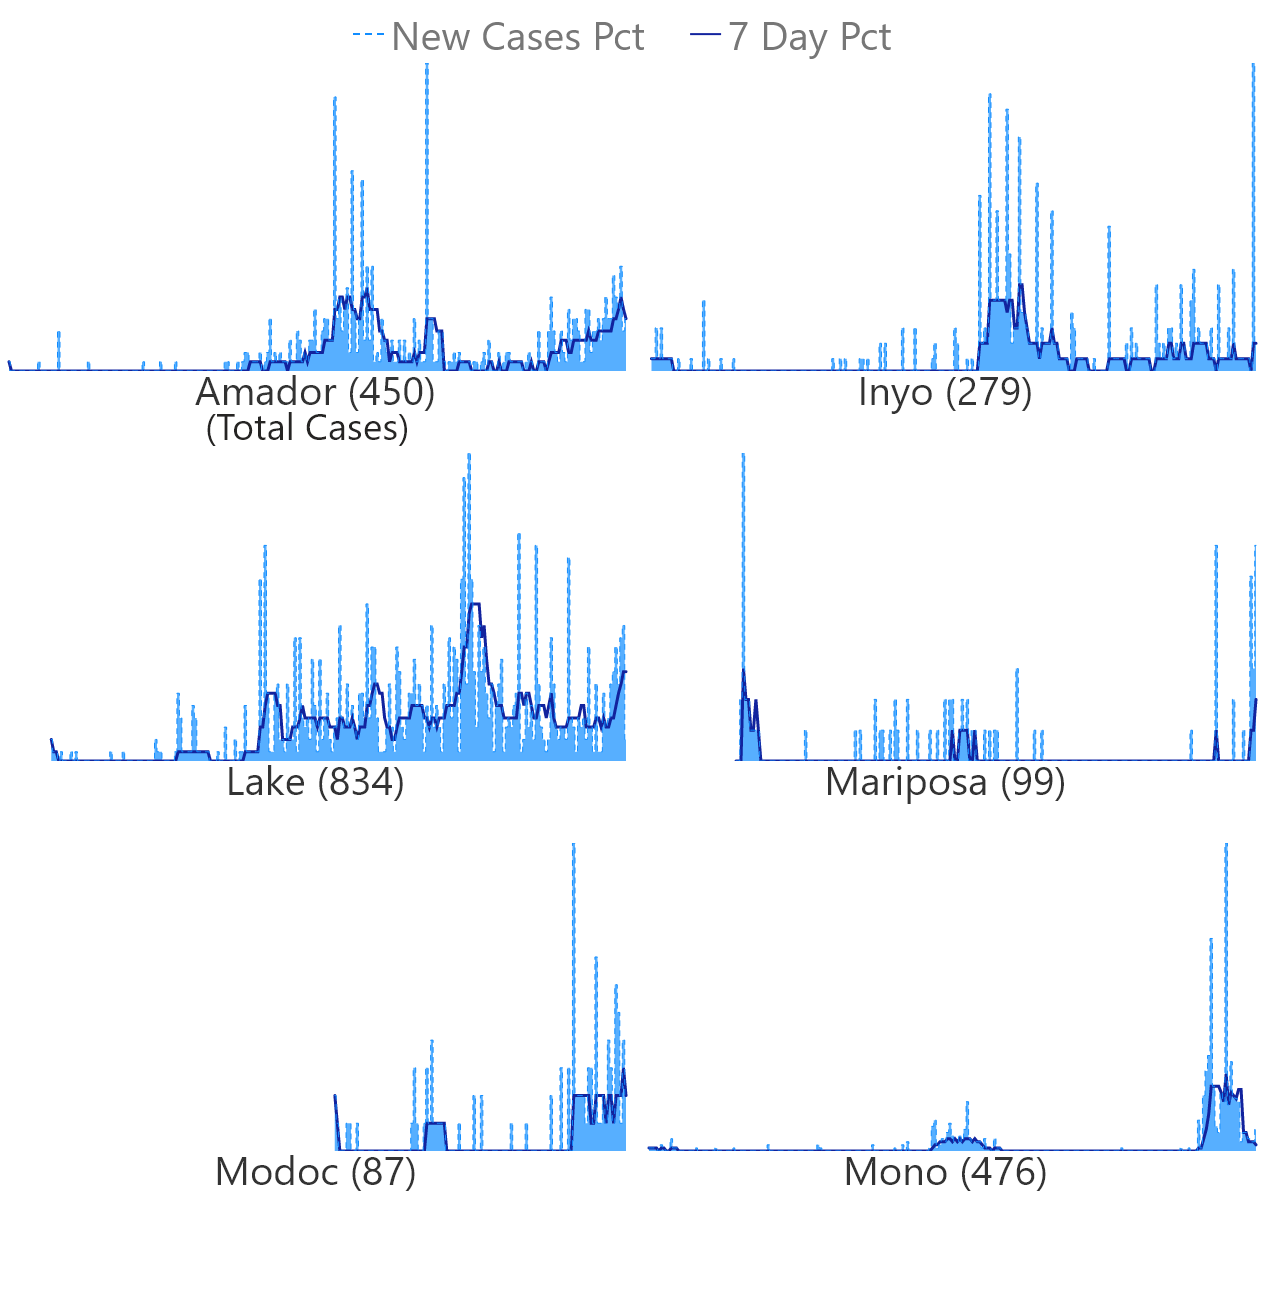 New Cases Pct 7 Day Pct
Amador (450) Inyo (279)
(Total Cases)
Lake (834) Mariposa (99)
Modoc (87) Mono (476)